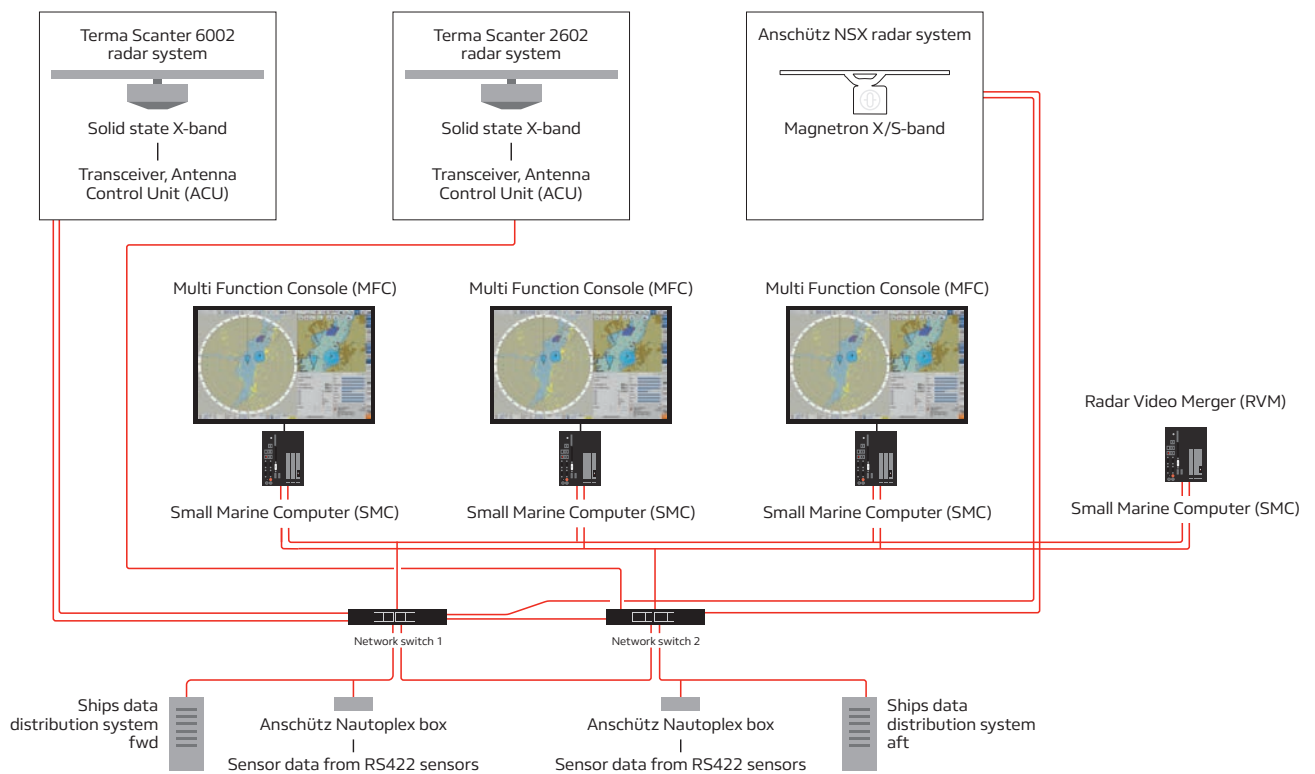 Terma Scanter 6002
radar system
Solid state X-band
Transceiver, Antenna
Control Unit (ACU)
Terma Scanter 2602
radar system
Solid state X-band
Transceiver, Antenna
Control Unit (ACU)
Anschütz NSX radar system
Magnetron X/S-band
Multi Function Console (MFC)
Multi Function Console (MFC)
Multi Function Console (MFC)
Radar Video Merger (RVM)
Small Marine Computer (SMC)
Small Marine Computer (SMC)
Small Marine Computer (SMC)
Small Marine Computer (SMC)
Network switch 1
Network switch 2
Ships data
distribution system
fwd
Anschütz Nautoplex box
Sensor data from RS422 sensors
Anschütz Nautoplex box
Sensor data from RS422 sensors
Ships data
distribution system
aft